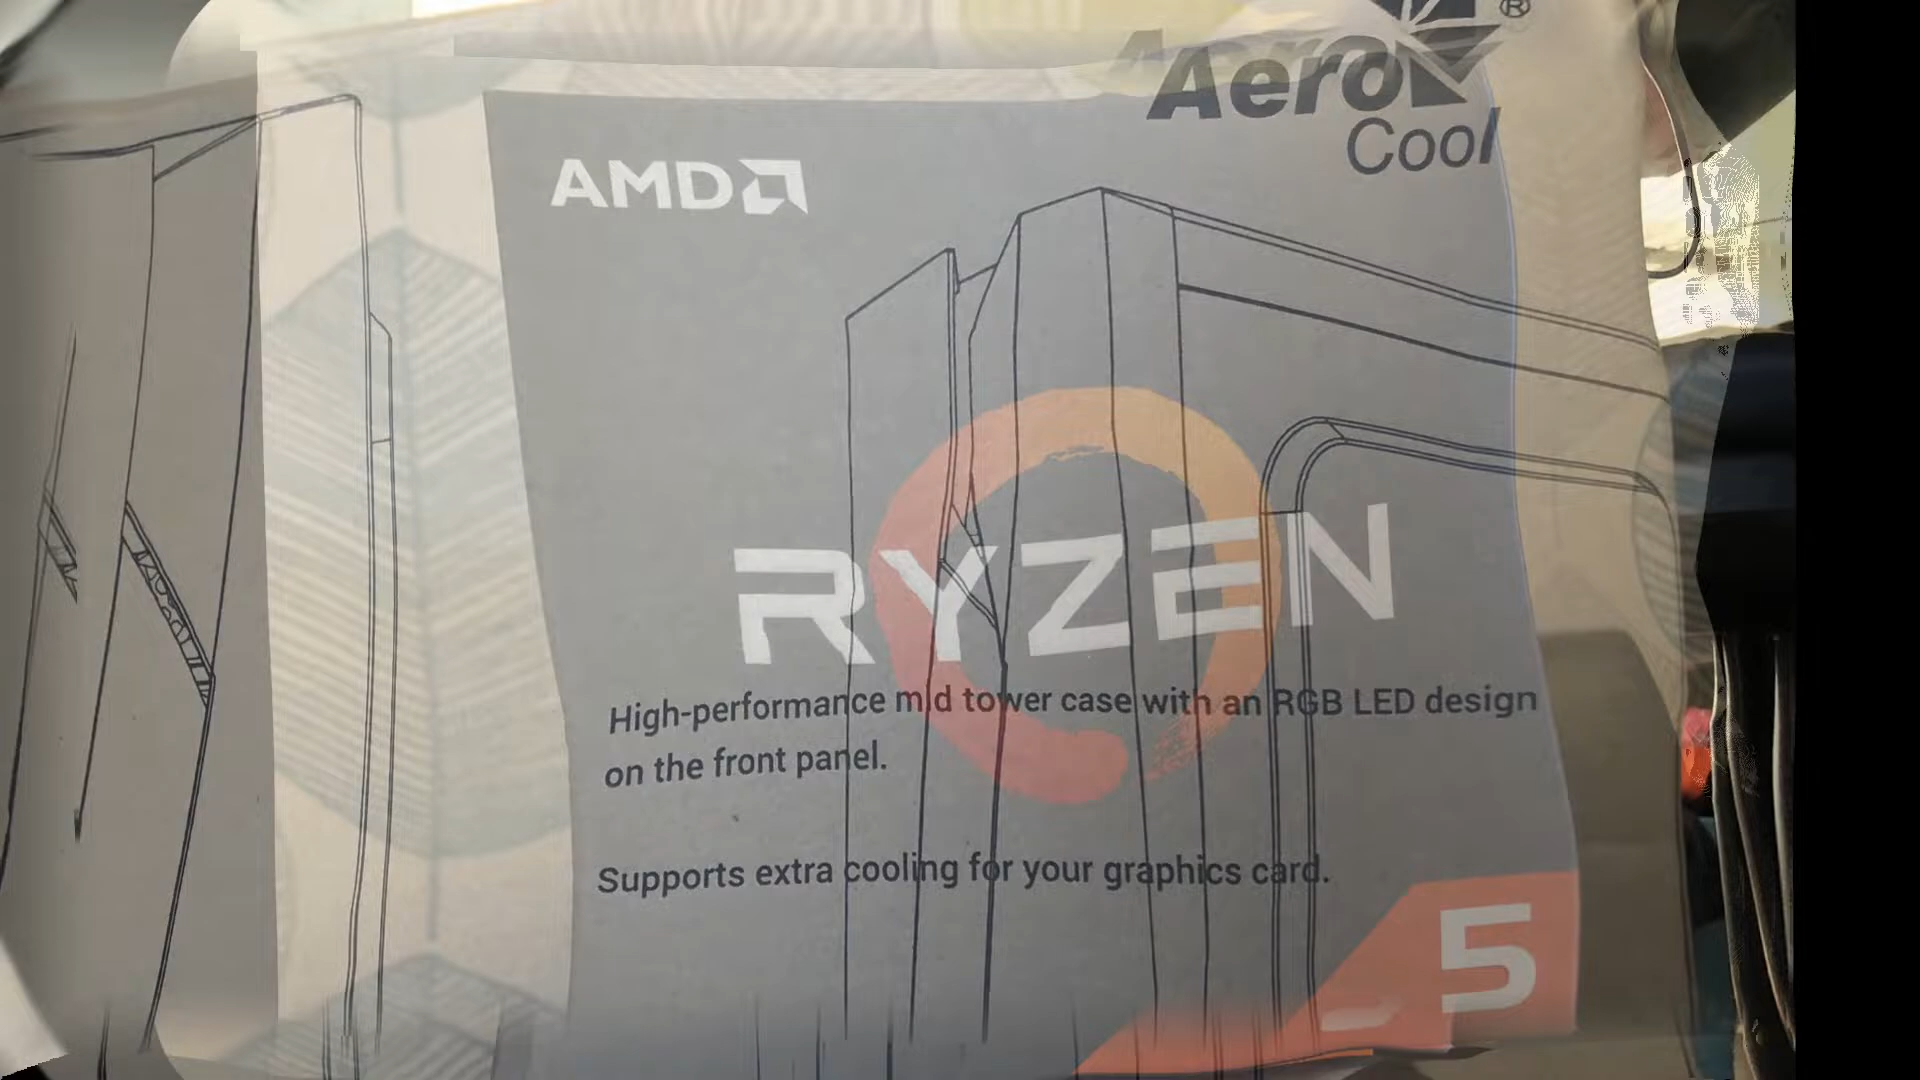 ®
Aero
Cool
AMD
RYZEN
High-performance mid tower case with an RGB LED design
on the front panel.
Supports extra cooling for your graphics card.
5